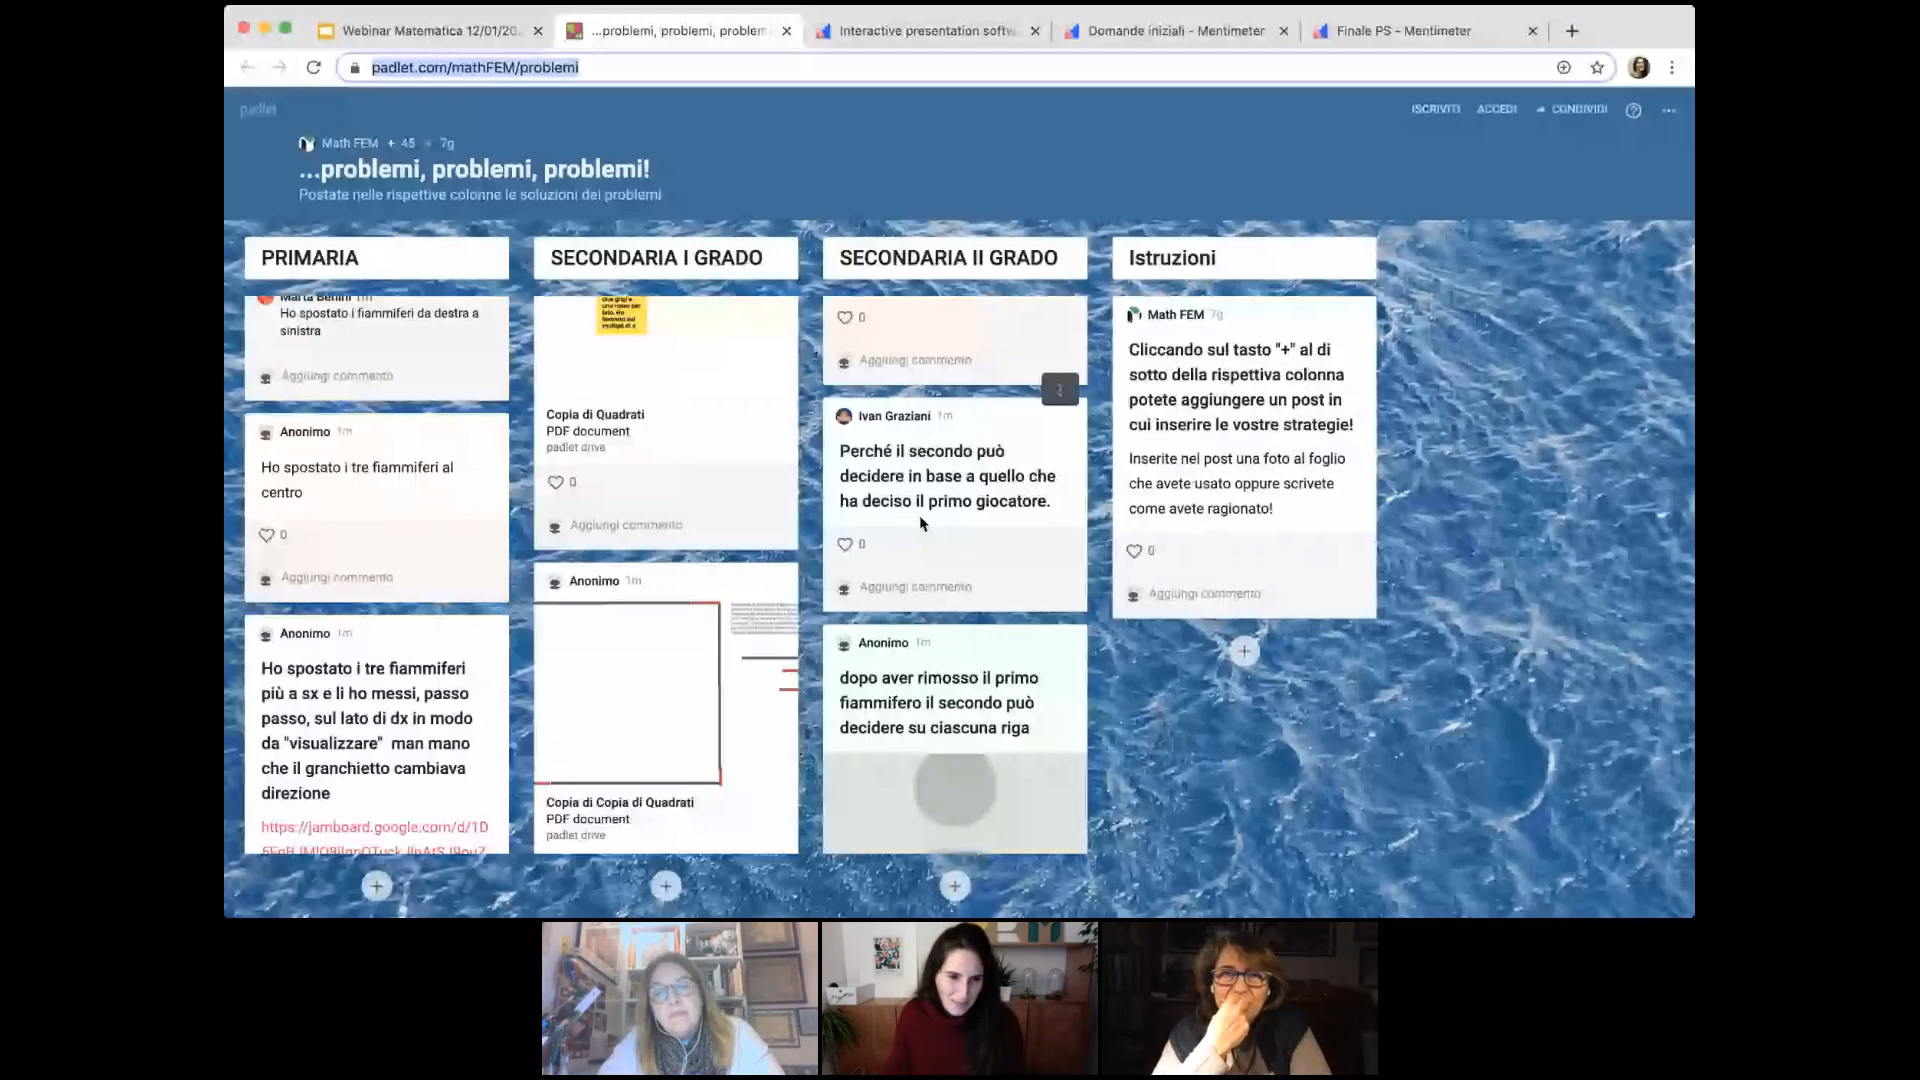 Webinar Matematica 12/01/20
...problemi, problemi, problem
Interactive presentation softw
Domande iniziali - Mentimeter
Finale PS - Mentimeter
padlet.com/mathFEM/problemi
padlet
ISCRIVITI
ACCEDI
CONDIVIDI
Math FEM + 45 • 7g
...problemi, problemi, problemi!
Postate nelle rispettive colonne le soluzioni dei problemi
PRIMARIA
Marta Benini 1m
Ho spostato i fiammiferi da destra a
sinistra
Aggiungi commento
Anonimo 1m
Ho spostato i tre fiammiferi al
centro
0
Aggiungi commento
Anonimo 1m
Ho spostato i tre fiammiferi
più a sx e li ho messi, passo
passo, sul lato di dx in modo
da "visualizzare" man mano
che il granchietto cambiava
direzione
https://jamboard.google.com/d/1D
SECONDARIA I GRADO
Copia di Quadrati
PDF document
padlet drive
0
Aggiungi commento
Anonimo 1m
Copia di Copia di Quadrati
PDF document
padlet drive
SECONDARIA II GRADO
0
Aggiungi commento
Ivan Graziani 1m
Perché il secondo può
decidere in base a quello che
ha deciso il primo giocatore.
0
Aggiungi commento
Anonimo 1m
dopo aver rimosso il primo
fiammifero il secondo può
decidere su ciascuna riga
Istruzioni
Math FEM 7g
Cliccando sul tasto "+" al di
sotto della rispettiva colonna
potete aggiungere un post in
cui inserire le vostre strategie!
Inserite nel post una foto al foglio
che avete usato oppure scrivete
come avete ragionato!
0
Aggiungi commento